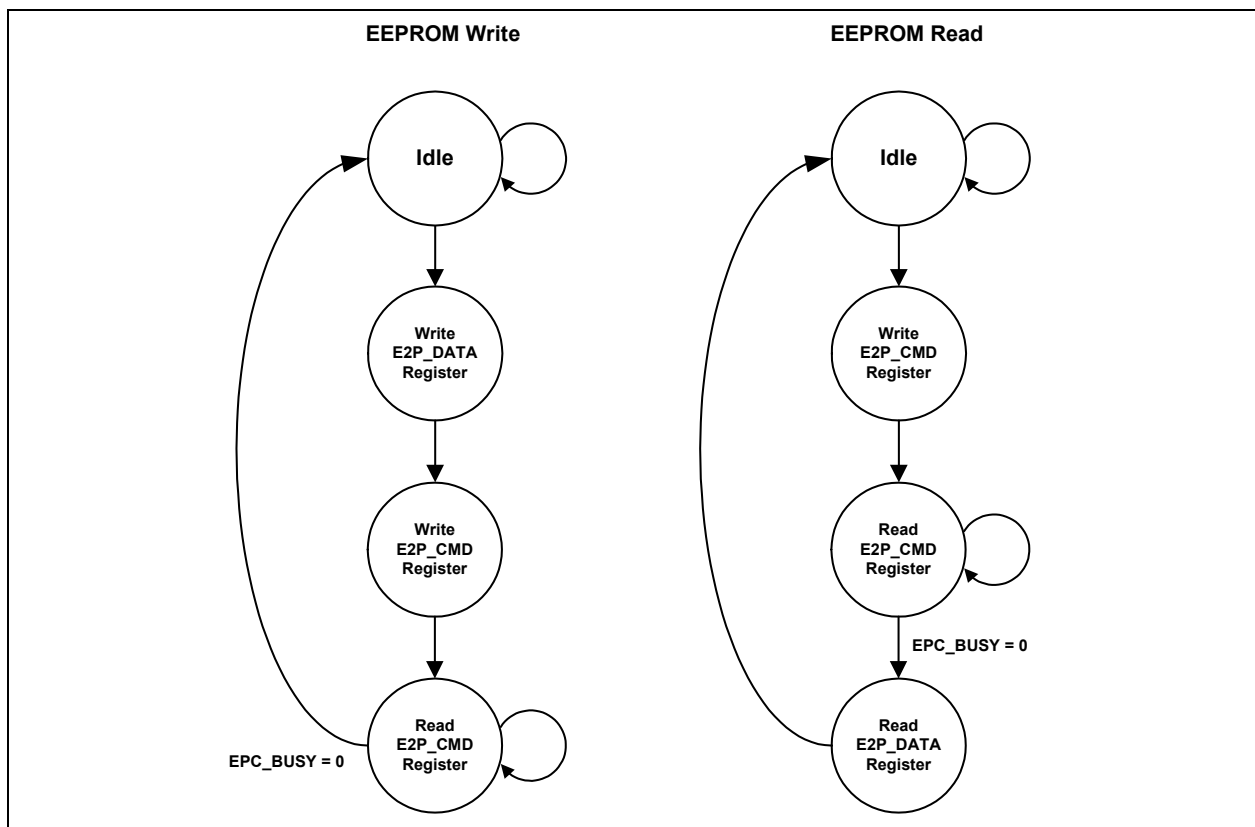 EEPROM Write
Idle
Write
E2P_DATA
Register
Write
E2P_CMD
Register
Read
E2P_CMD
Register
EPC_BUSY = 0
EEPROM Read
Idle
Write
E2P_CMD
Register
Read
E2P_CMD
Register
EPC_BUSY = 0
Read
E2P_DATA
Register